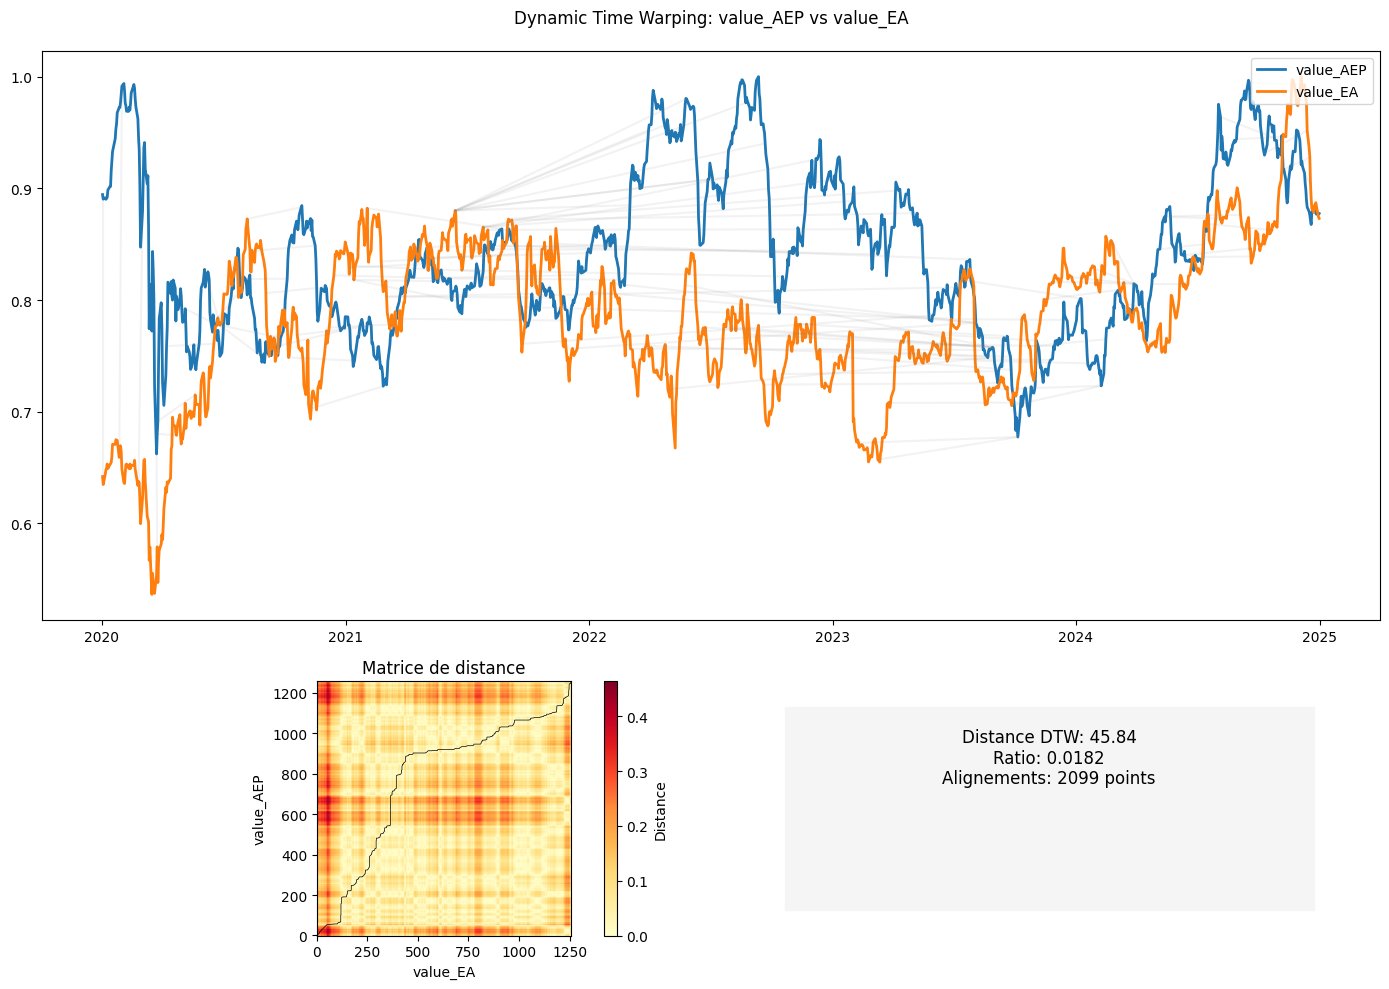 Dynamic Time Warping: value_AEP vs value_EA
value_AEP
value_EA
1.0
0.9
0.8
0.7
0.6
2020 2021 2022 2023 2024 2025
Matrice de distance
1200
1000
800
600
400
200
0
value_AEP
0 250 500 750 1000 1250
value_EA
0.4
0.3
0.2
0.1
0.0
Distance
Distance DTW: 45.84
Ratio: 0.0182
Alignements: 2099 points